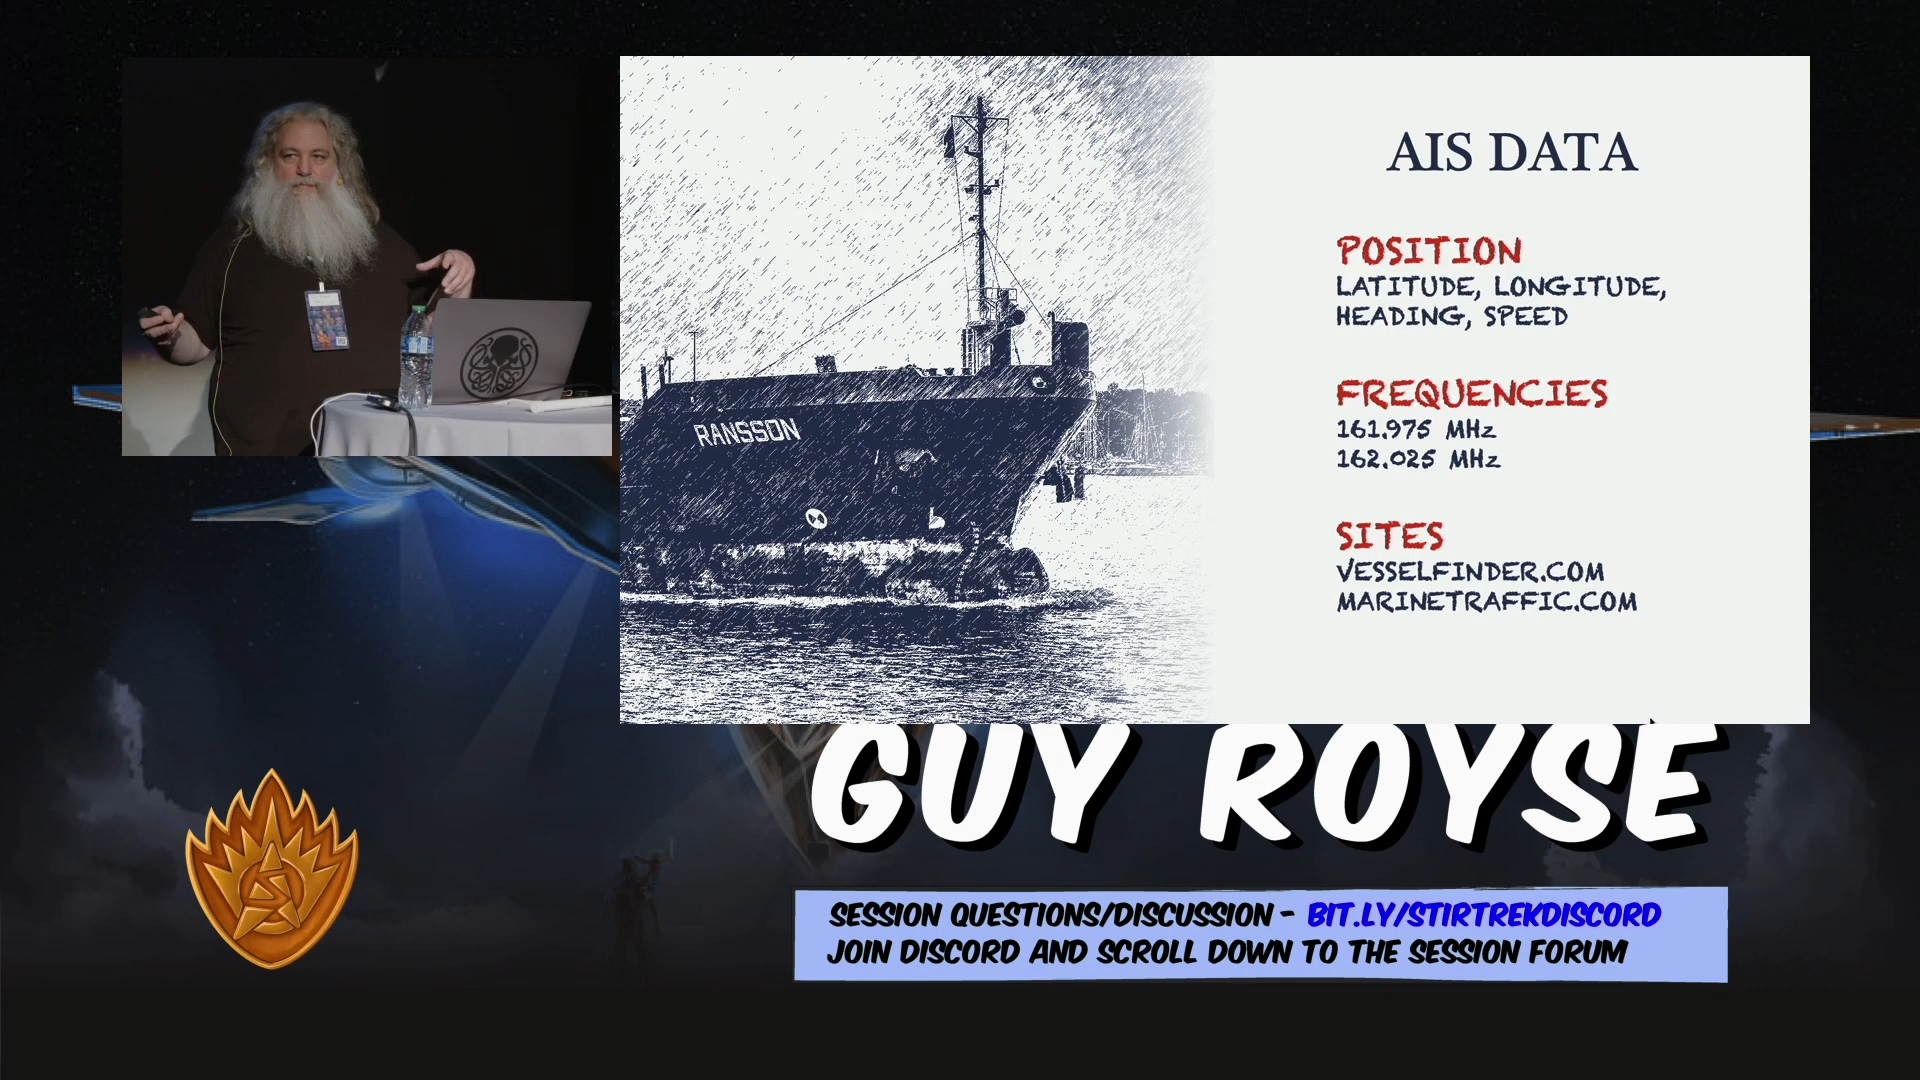 RANSSON
AIS DATA
POSITION
LATITUDE, LONGITUDE,
HEADING, SPEED
FREQUENCIES
161.975 MHz
162.025 MHz
SITES
VESSELFINDER.COM
MARINETRAFFIC.COM
GUY ROYSE
SESSION QUESTIONS/DISCUSSION - BIT.LY/STIRTREKDISCORD
JOIN DISCORD AND SCROLL DOWN TO THE SESSION FORUM